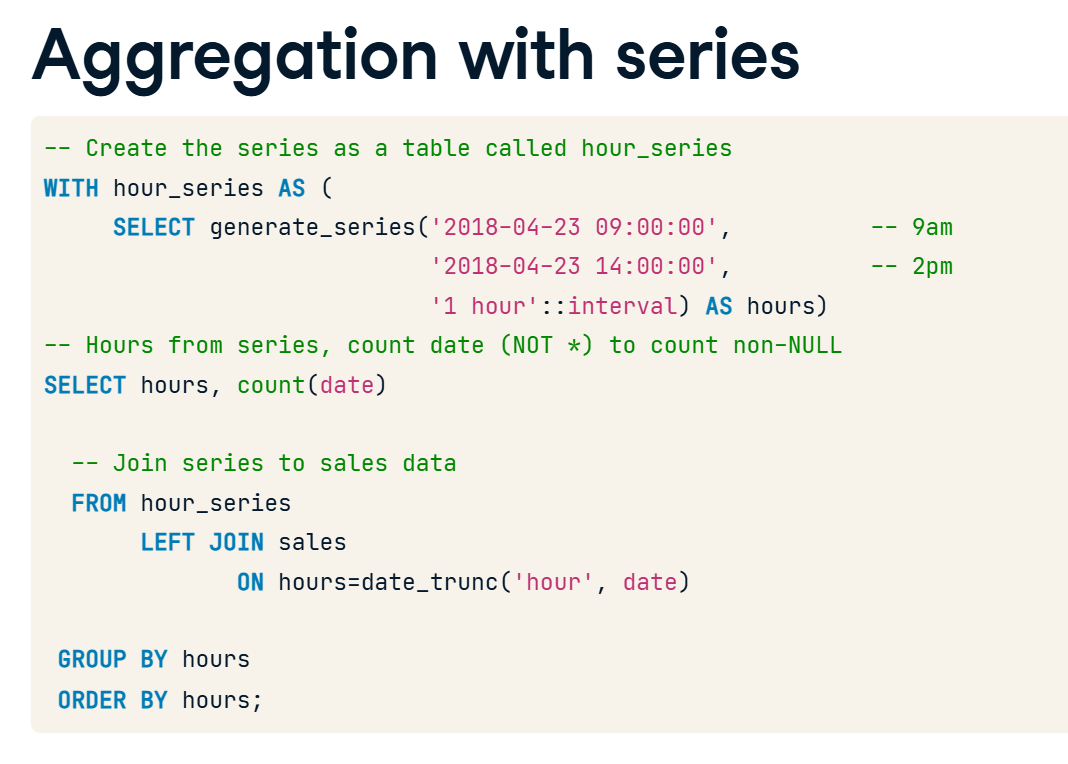 Aggregation with series
-- Create the series as a table called hour_series
WITH hour_series AS (
     SELECT generate_series('2018-04-23 09:00:00',          -- 9am
                            '2018-04-23 14:00:00',          -- 2pm
                            '1 hour'::interval) AS hours)
-- Hours from series, count date (NOT *) to count non-NULL
SELECT hours, count(date)
  -- Join series to sales data
  FROM hour_series
       LEFT JOIN sales
              ON hours=date_trunc('hour', date)
 GROUP BY hours
 ORDER BY hours;